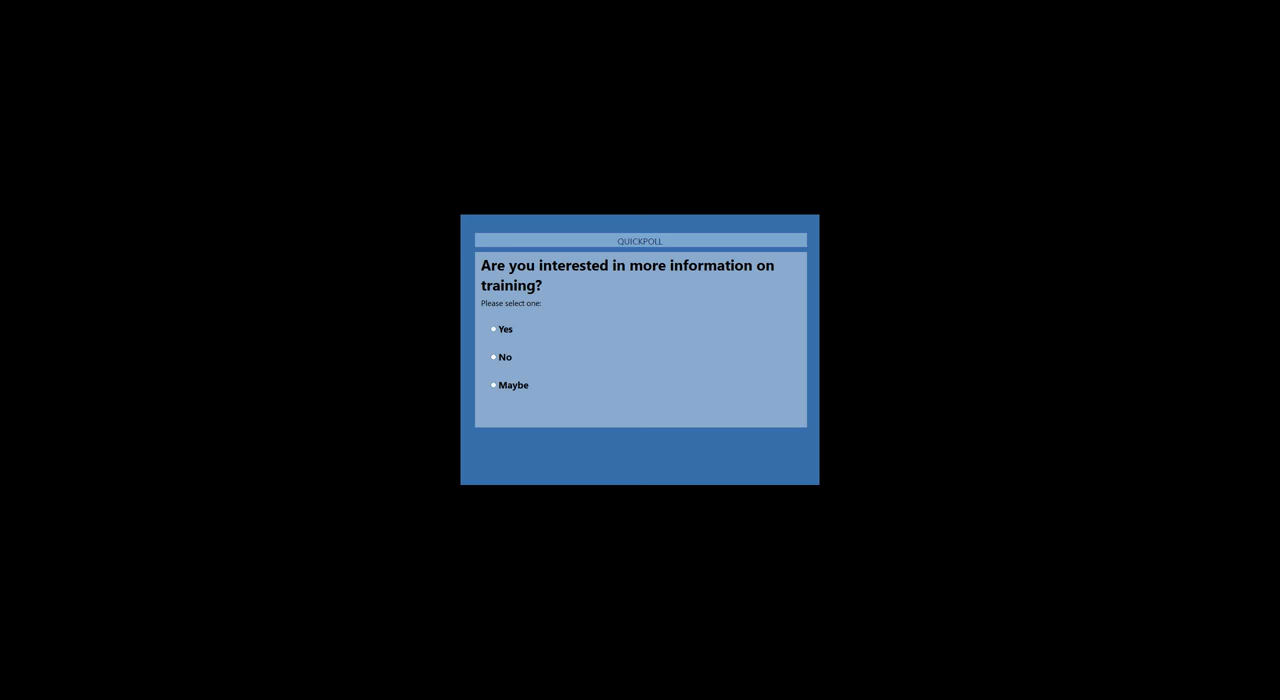 QUICKPOLL
Are you interested in more information on
training?
Please select one:
Yes
No
Maybe